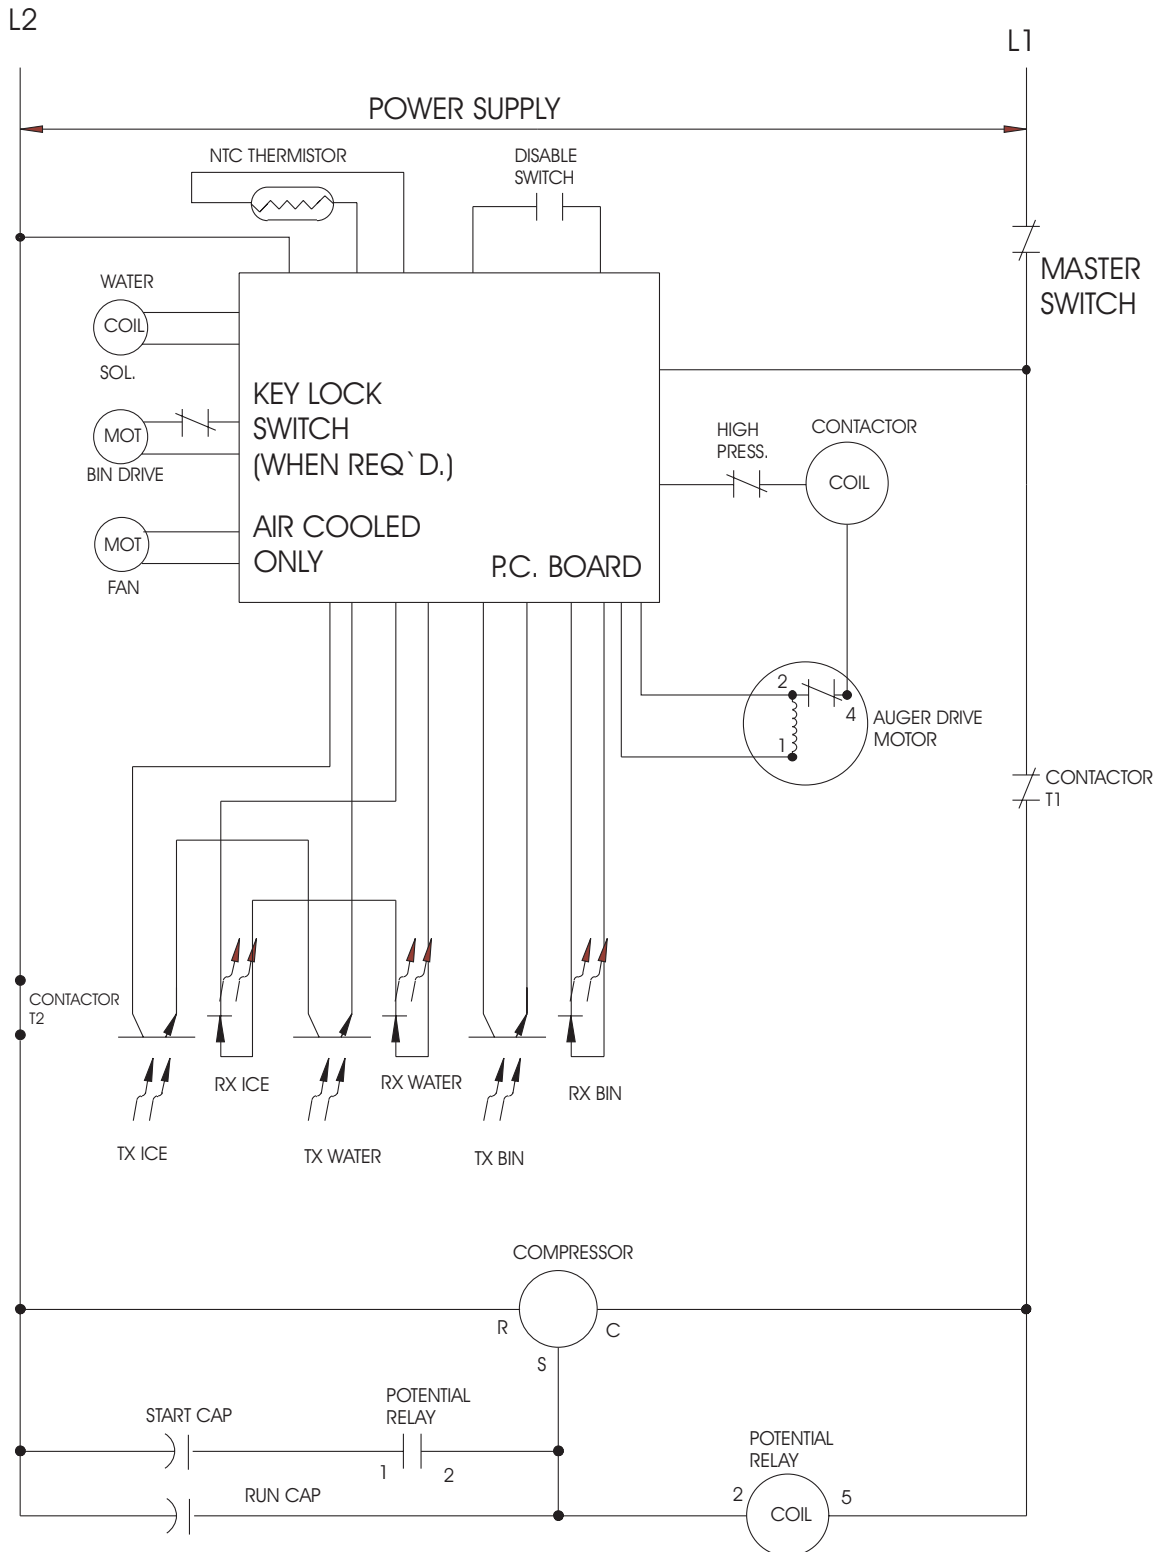 L2
L1
POWER SUPPLY
NTC THERMISTOR
DISABLE
SWITCH
MASTER
SWITCH
WATER
COIL
SOL.
KEY LOCK
SWITCH
(WHEN REQ`D.)
MOT
BIN DRIVE
AIR COOLED
ONLY
MOT
FAN
P.C. BOARD
HIGH
PRESS.
CONTACTOR
COIL
2
4
1
AUGER DRIVE
MOTOR
CONTACTOR
T1
CONTACTOR
T2
RX ICE
RX WATER
RX BIN
TX ICE
TX WATER
TX BIN
COMPRESSOR
R
C
S
START CAP
POTENTIAL
RELAY
1
2
RUN CAP
POTENTIAL
RELAY
2
5
COIL